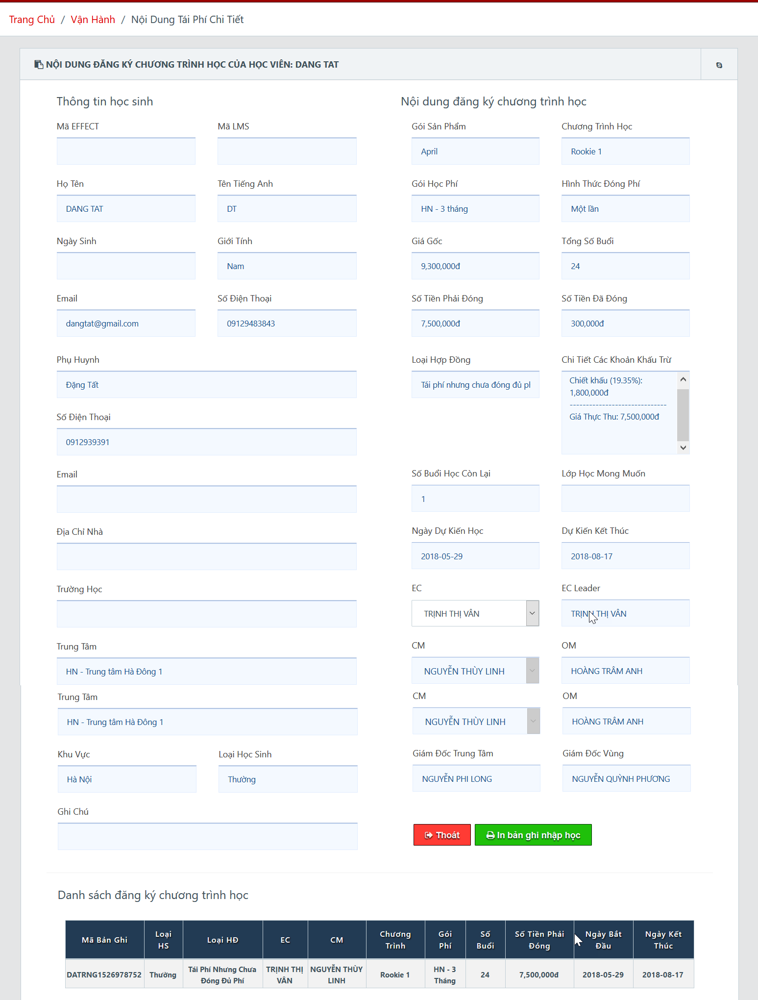 Trang Chủ / Vận Hành / Nội Dung Tái Phí Chi Tiết
NỘI DUNG ĐĂNG KÝ CHƯƠNG TRÌNH HỌC CỦA HỌC VIÊN: DANG TAT
Thông tin học sinh
Mã EFFECT
Mã LMS
Họ Tên
Tên Tiếng Anh
DANG TAT
DT
Ngày Sinh
Giới Tính
Nam
Email
Số Điện Thoại
dangtat@gmail.com
09129483843
Phụ Huynh
Đặng Tất
Số Điện Thoại
0912939391
Email
Địa Chỉ Nhà
Trường Học
Trung Tâm
HN - Trung tâm Hà Đông 1
Trung Tâm
HN - Trung tâm Hà Đông 1
Khu Vực
Loại Học Sinh
Hà Nội
Thường
Ghi Chú
Nội dung đăng ký chương trình học
Gói Sản Phẩm
Chương Trình Học
April
Rookie 1
Gói Học Phí
Hình Thức Đóng Phí
HN - 3 tháng
Một lần
Giá Gốc
Tổng Số Buổi
9,300,000đ
24
Số Tiền Phải Đóng
Số Tiền Đã Đóng
7,500,000đ
300,000đ
Loại Hợp Đồng
Chi Tiết Các Khoản Khấu Trừ
Tái phí nhưng chưa đóng đủ pl
Chiết khấu (19.35%):
1,800,000đ
------------------------------
Giá Thực Thu: 7,500,000đ
Số Buổi Học Còn Lại
Lớp Học Mong Muốn
1
Ngày Dự Kiến Học
Dự Kiến Kết Thúc
2018-05-29
2018-08-17
EC
EC Leader
TRỊNH THỊ VÂN
TRỊNH THỊ VÂN
CM
OM
NGUYỄN THÙY LINH
HOÀNG TRÂM ANH
CM
OM
NGUYỄN THÙY LINH
HOÀNG TRÂM ANH
Giám Đốc Trung Tâm
Giám Đốc Vùng
NGUYỄN PHI LONG
NGUYỄN QUỲNH PHƯƠNG
Thoát
In bản ghi nhập học
Danh sách đăng ký chương trình học
Mã Bản Ghi
Loại
HS
Loại HĐ
EC
CM
Chương
Trình
Gói
Phí
Số
Buổi
Số Tiền Phải
Đóng
Ngày Bắt
Đầu
Ngày Kết
Thúc
DATRNG1526978752
Thường
Tái Phí Nhưng Chưa
Đóng Đủ Phí
TRỊNH THỊ
VÂN
NGUYỄN THÙY
LINH
Rookie 1
HN - 3
Tháng
24
7,500,000đ
2018-05-29
2018-08-17